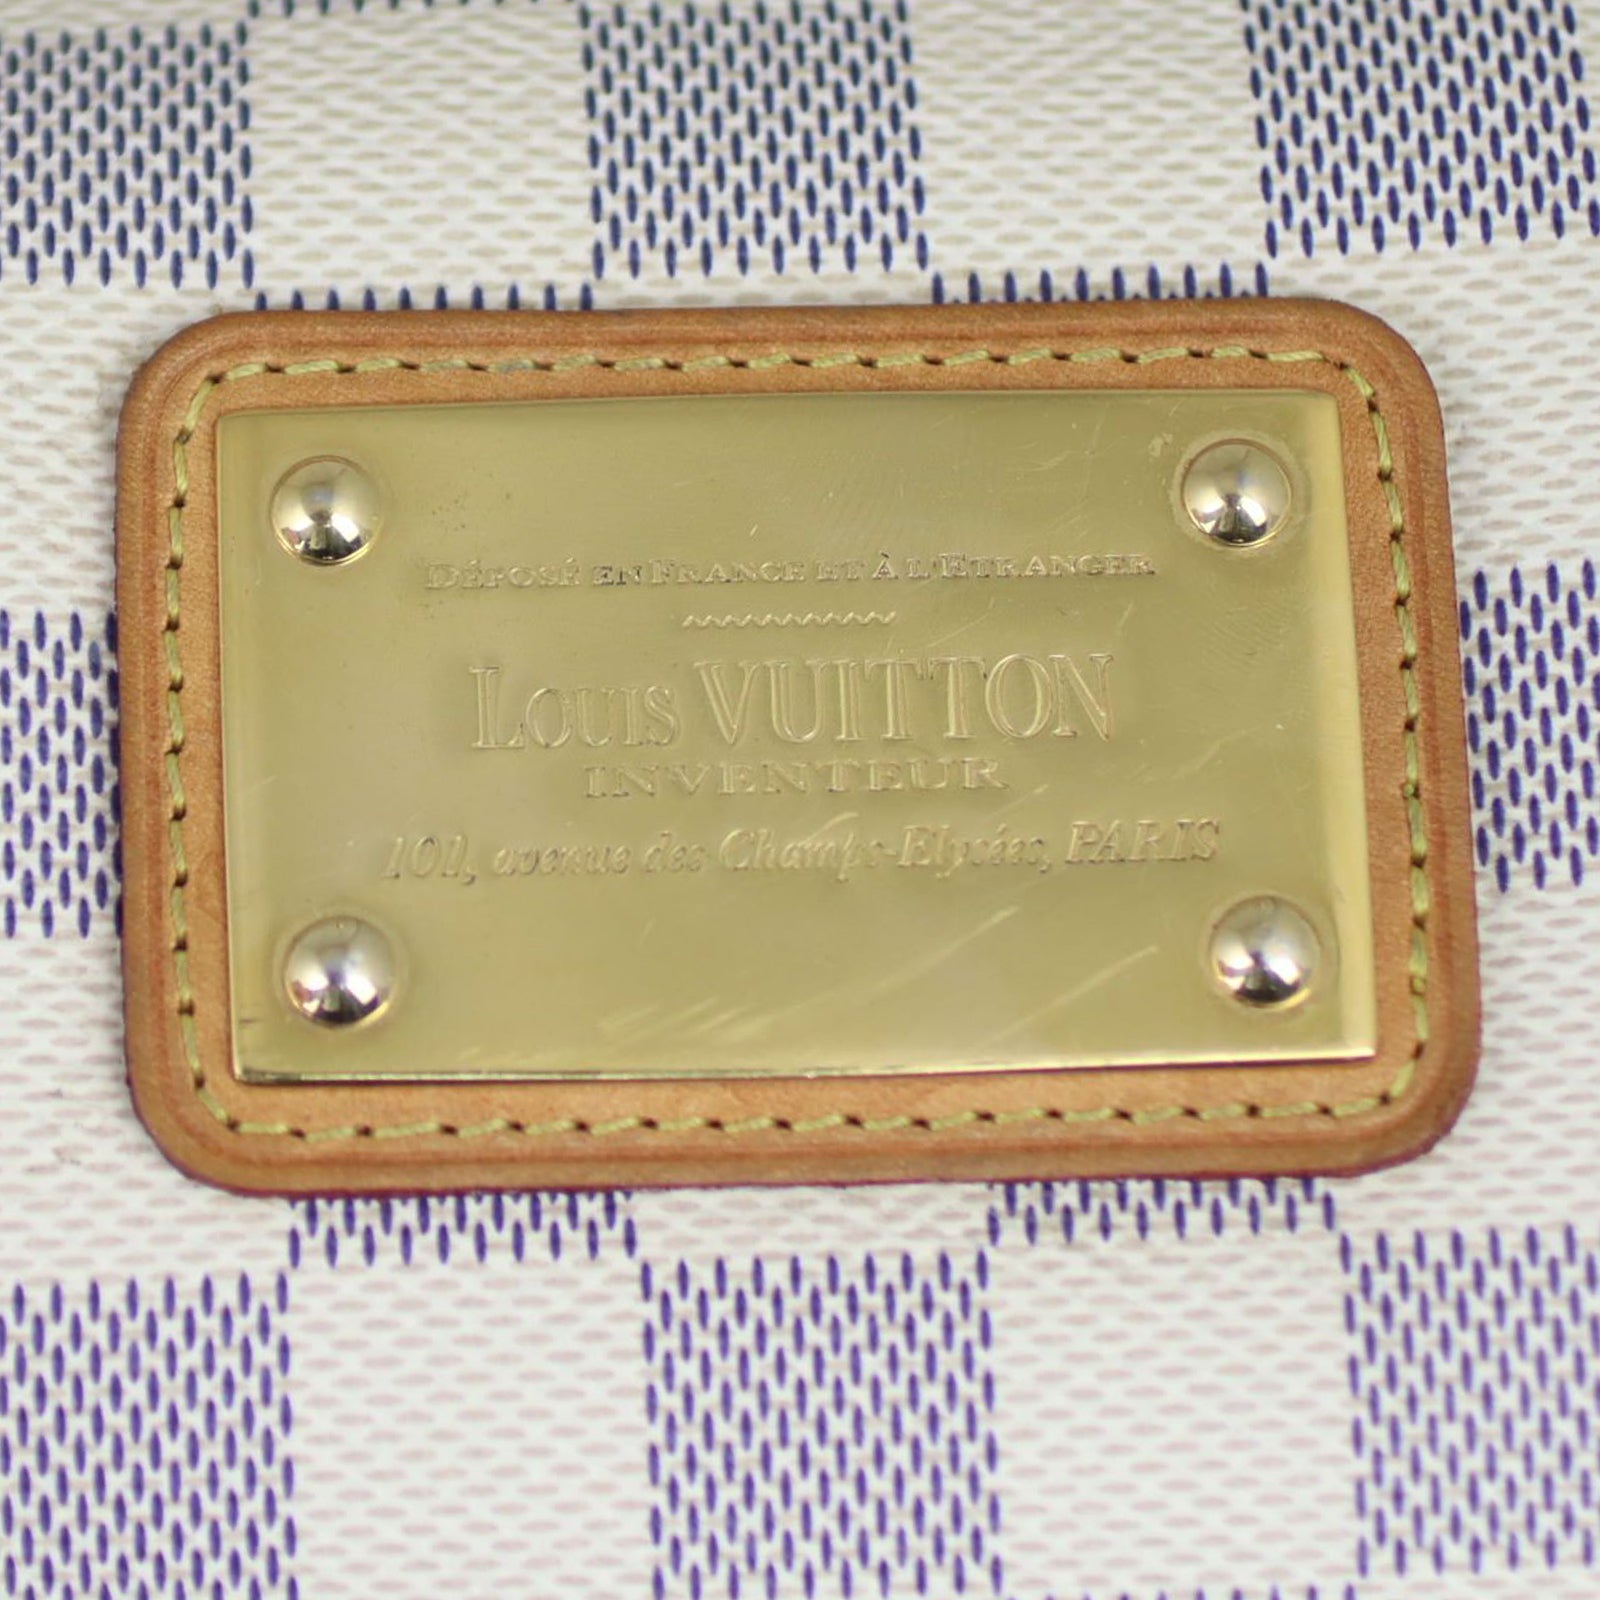 DÉPOSÉ EN FRANCE ET À L'ETRANGER
LOUIS VUITTON
INVENTEUR
101, avenue des Champs-Elysées, PARIS